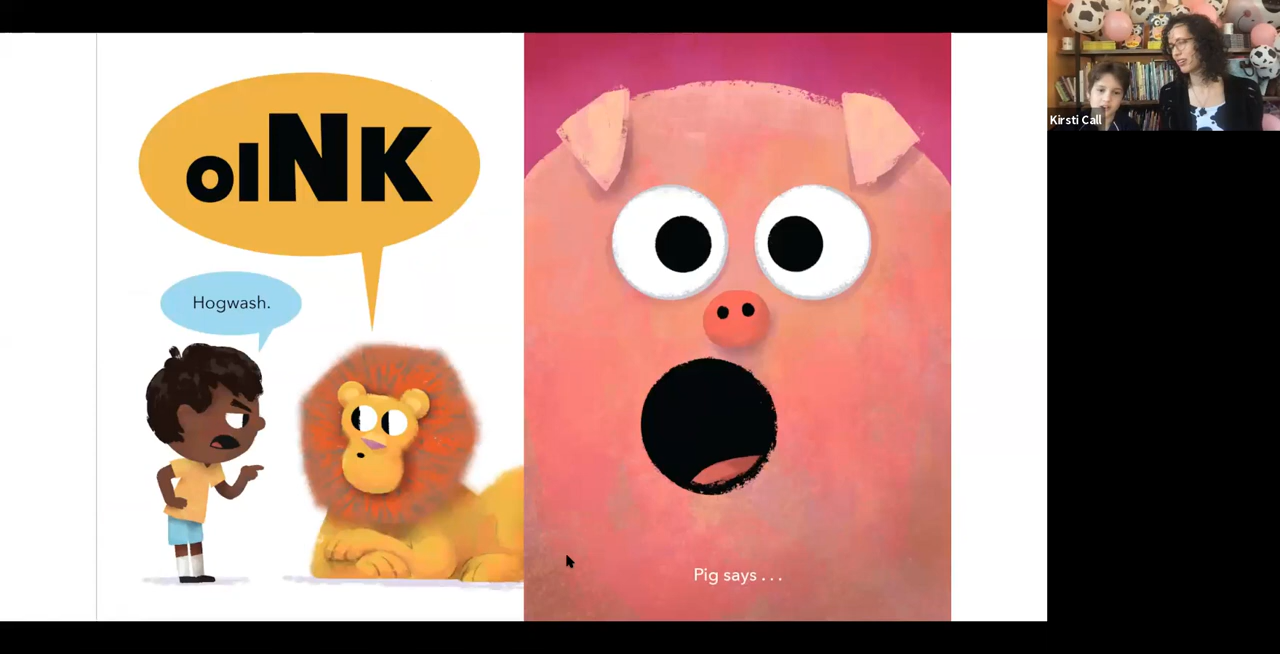 oINK
Hogwash.
Pig says . . .
Kirsti Call